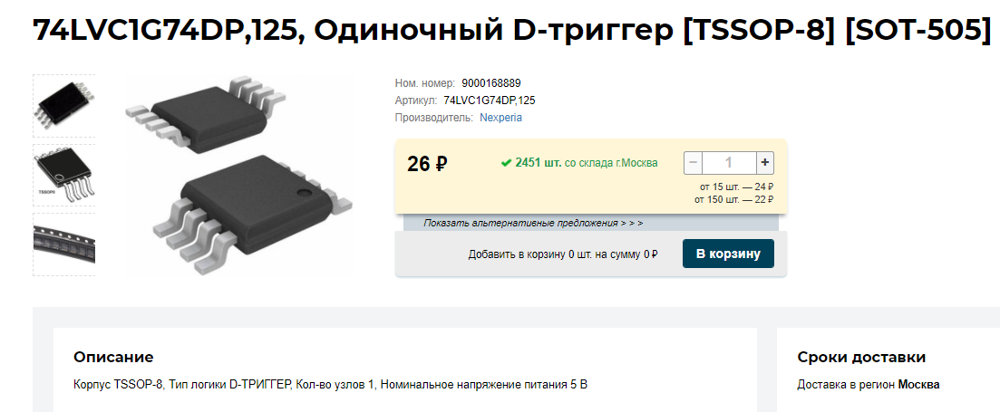 74LVC1G74DP,125, Одиночный D-триггер [TSSOP-8] [SOT-505]
Ном. номер: 9000168889
Артикул: 74LVC1G74DP,125
Производитель: Nexperia
26 ₽
2451 шт. со склада г.Москва
− 1 +
от 15 шт. — 24 ₽
от 150 шт. — 22 ₽
TSSOP8
Показать альтернативные предложения > > >
Добавить в корзину 0 шт. на сумму 0 ₽
В корзину
Описание
Корпус TSSOP-8, Тип логики D-ТРИГГЕР, Кол-во узлов 1, Номинальное напряжение питания 5 В
Сроки доставки
Доставка в регион Москва